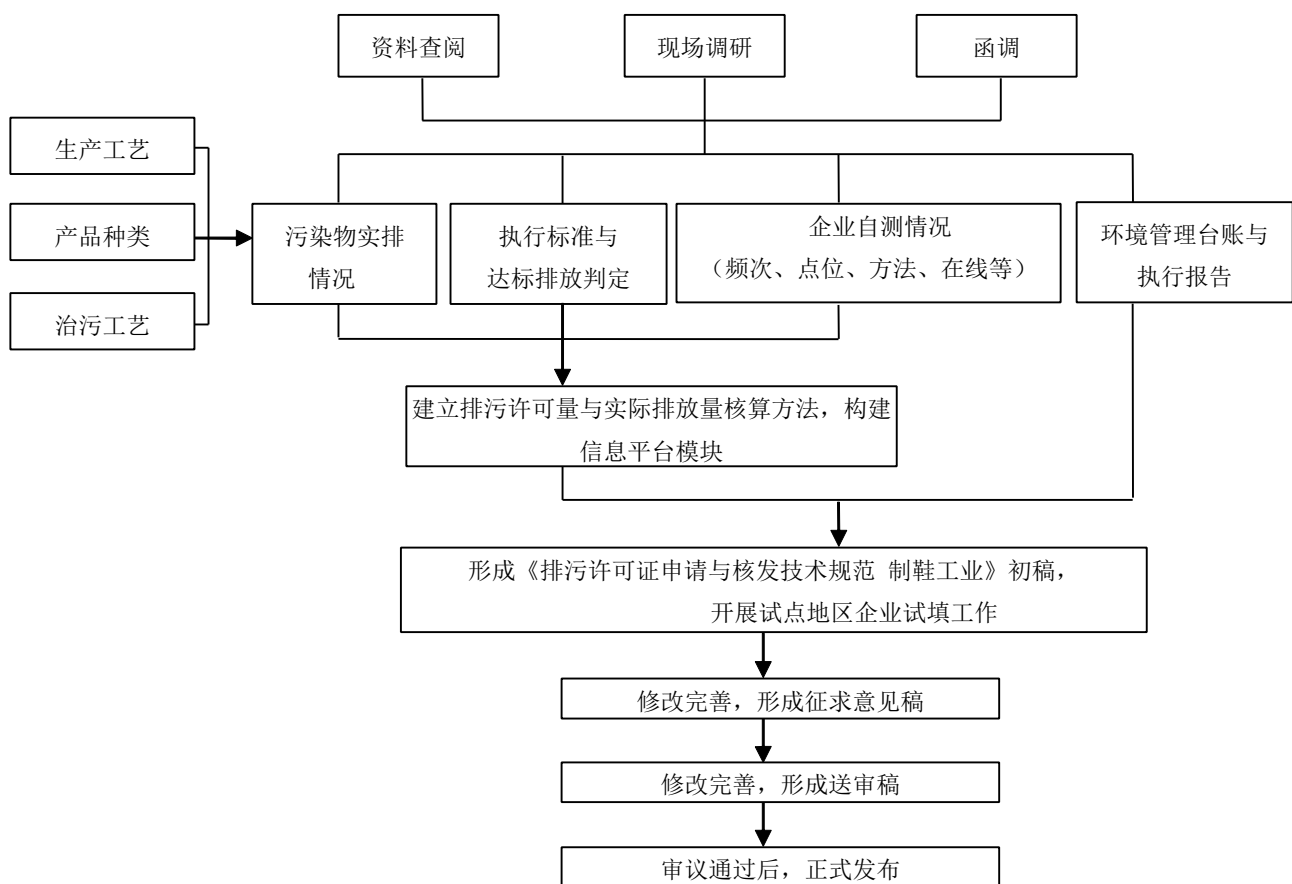 资料查阅
现场调研
函调
生产工艺
产品种类
治污工艺
污染物实排
情况
执行标准与
达标排放判定
企业自测情况
（频次、点位、方法、在线等）
环境管理台账与
执行报告
建立排污许可量与实际排放量核算方法，构建
信息平台模块
形成《排污许可证申请与核发技术规范 制鞋工业》初稿，
开展试点地区企业试填工作
修改完善，形成征求意见稿
修改完善，形成送审稿
审议通过后，正式发布